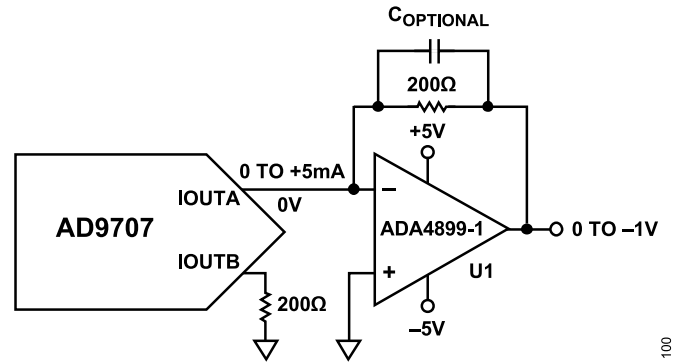 COPTIONAL
200Ω
+5V
0 TO +5mA
IOUTA
0V
–
AD9707
ADA4899-1
0 TO –1V
IOUTB
+
U1
200Ω
–5V
100